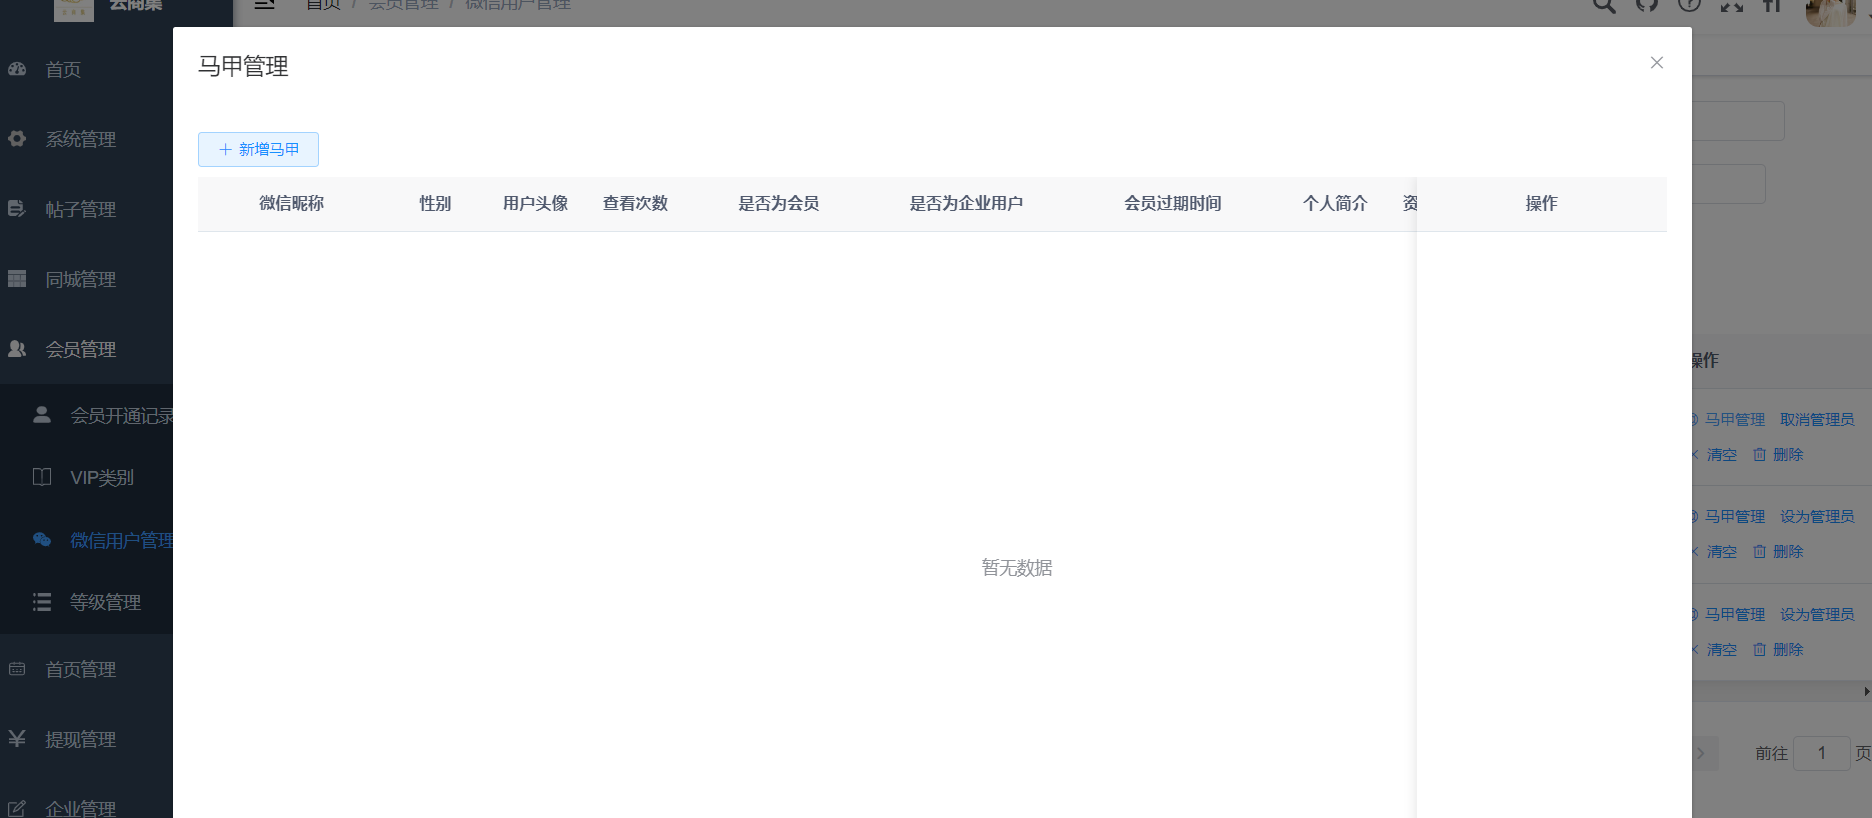 云商集
首页 / 会员管理 / 微信用户管理
首页
系统管理
帖子管理
同城管理
会员管理
会员开通记录
VIP类别
微信用户管理
等级管理
首页管理
提现管理
企业管理
马甲管理
新增马甲
微信昵称 性别 用户头像 查看次数 是否为会员 是否为企业用户 会员过期时间 个人简介 资 操作
暂无数据
操作
马甲管理 取消管理员
清空 删除
马甲管理 设为管理员
清空 删除
马甲管理 设为管理员
清空 删除
前往 1 页